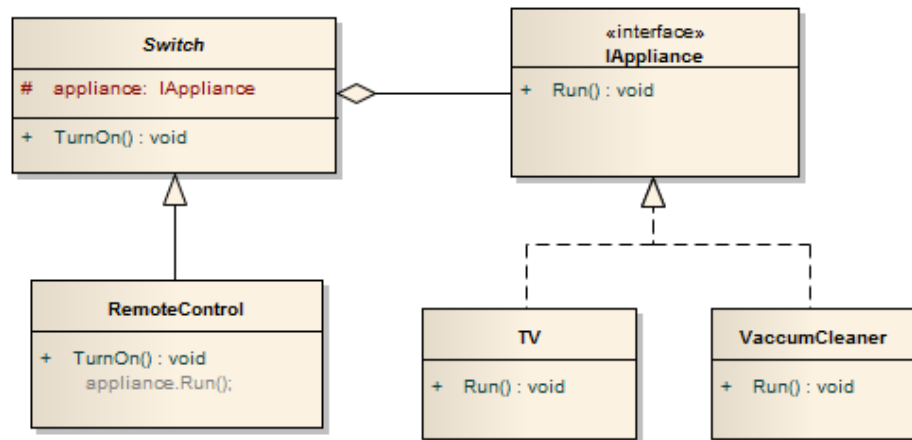 Switch
# appliance: IAppliance
+ TurnOn() : void
«interface»
IAppliance
+ Run() : void
RemoteControl
+ TurnOn() : void
appliance.Run();
TV
+ Run() : void
VaccumCleaner
+ Run() : void